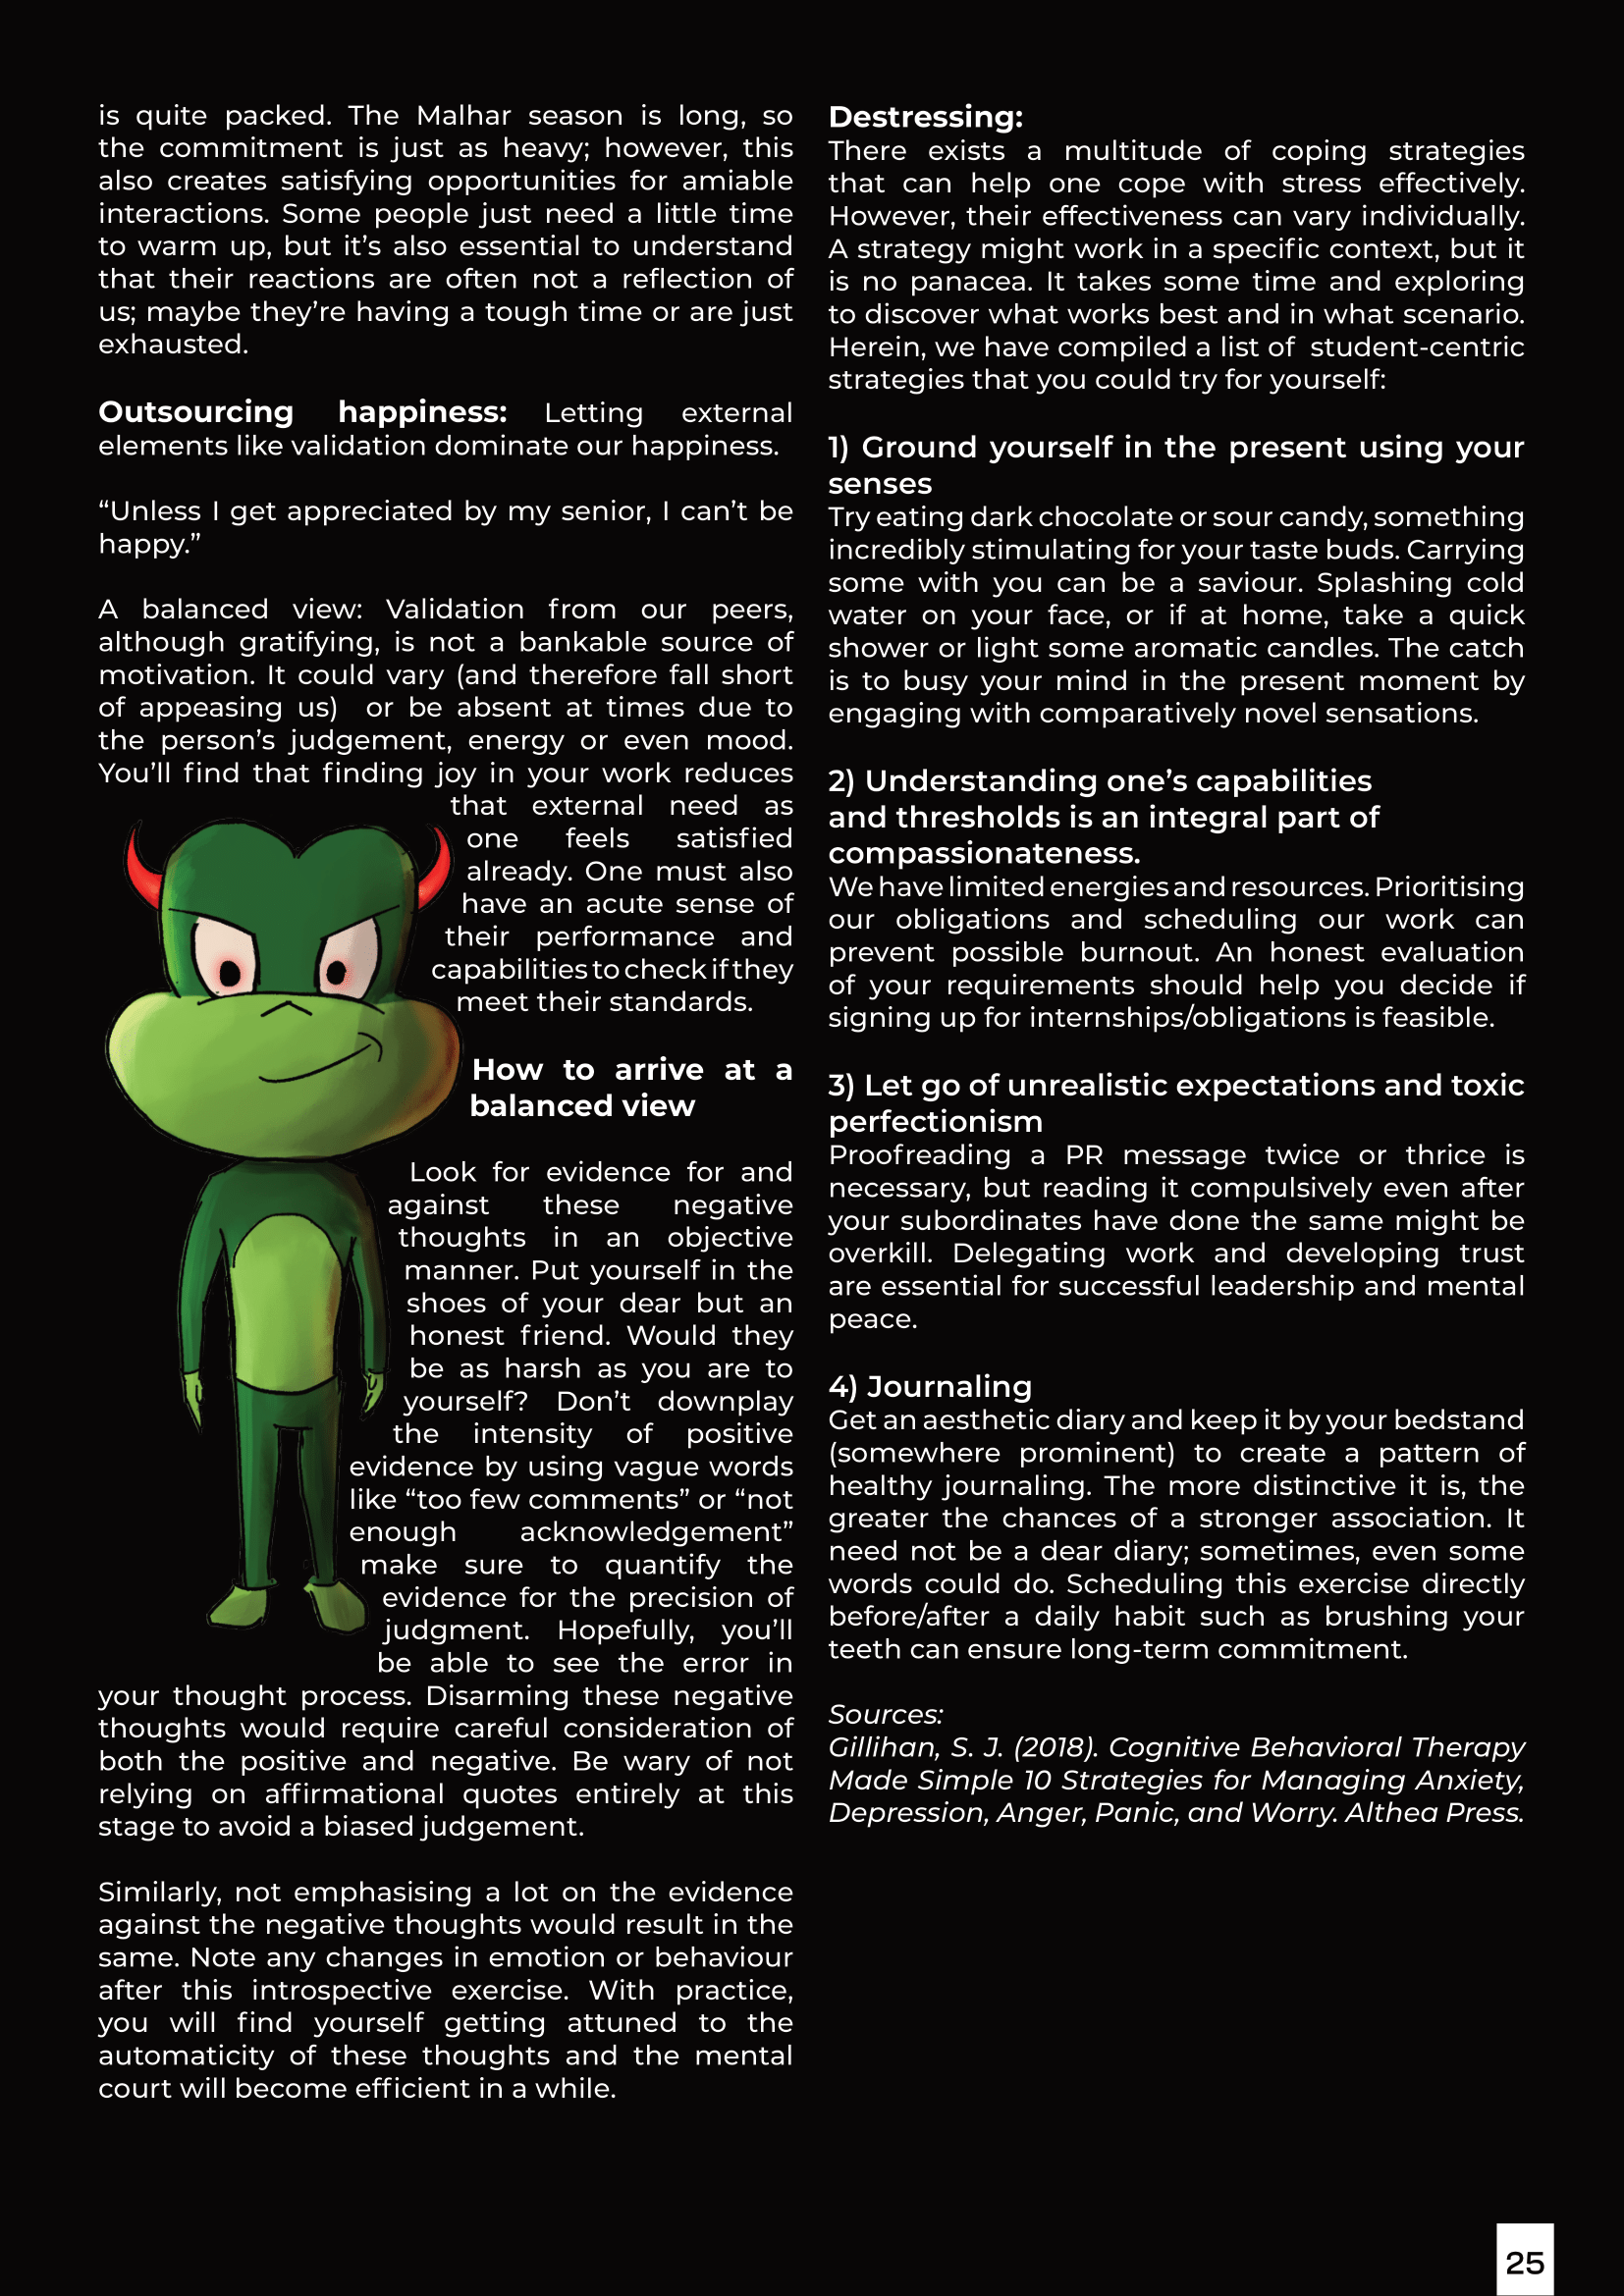 is quite packed. The Malhar season is long, so
the commitment is just as heavy; however, this
also creates satisfying opportunities for amiable
interactions. Some people just need a little time
to warm up, but it’s also essential to understand
that their reactions are often not a reflection of
us; maybe they’re having a tough time or are just
exhausted.
Outsourcing happiness: Letting external
elements like validation dominate our happiness.
“Unless I get appreciated by my senior, I can’t be
happy.”
A balanced view: Validation from our peers,
although gratifying, is not a bankable source of
motivation. It could vary (and therefore fall short
of appeasing us) or be absent at times due to
the person’s judgement, energy or even mood.
You’ll find that finding joy in your work reduces
that external need as
one feels satisfied
already. One must also
have an acute sense of
their performance and
capabilities to check if they
meet their standards.
How to arrive at a
balanced view
Look for evidence for and
against these negative
thoughts in an objective
manner. Put yourself in the
shoes of your dear but an
honest friend. Would they
be as harsh as you are to
yourself? Don’t downplay
the intensity of positive
evidence by using vague words
like “too few comments” or “not
enough acknowledgement”
make sure to quantify the
evidence for the precision of
judgment. Hopefully, you’ll
be able to see the error in
your thought process. Disarming these negative
thoughts would require careful consideration of
both the positive and negative. Be wary of not
relying on affirmational quotes entirely at this
stage to avoid a biased judgement.
Similarly, not emphasising a lot on the evidence
against the negative thoughts would result in the
same. Note any changes in emotion or behaviour
after this introspective exercise. With practice,
you will find yourself getting attuned to the
automaticity of these thoughts and the mental
court will become efficient in a while.
Destressing:
There exists a multitude of coping strategies
that can help one cope with stress effectively.
However, their effectiveness can vary individually.
A strategy might work in a specific context, but it
is no panacea. It takes some time and exploring
to discover what works best and in what scenario.
Herein, we have compiled a list of student-centric
strategies that you could try for yourself:
1) Ground yourself in the present using your
senses
Try eating dark chocolate or sour candy, something
incredibly stimulating for your taste buds. Carrying
some with you can be a saviour. Splashing cold
water on your face, or if at home, take a quick
shower or light some aromatic candles. The catch
is to busy your mind in the present moment by
engaging with comparatively novel sensations.
2) Understanding one’s capabilities
and thresholds is an integral part of
compassionateness.
We have limited energies and resources. Prioritising
our obligations and scheduling our work can
prevent possible burnout. An honest evaluation
of your requirements should help you decide if
signing up for internships/obligations is feasible.
3) Let go of unrealistic expectations and toxic
perfectionism
Proofreading a PR message twice or thrice is
necessary, but reading it compulsively even after
your subordinates have done the same might be
overkill. Delegating work and developing trust
are essential for successful leadership and mental
peace.
4) Journaling
Get an aesthetic diary and keep it by your bedstand
(somewhere prominent) to create a pattern of
healthy journaling. The more distinctive it is, the
greater the chances of a stronger association. It
need not be a dear diary; sometimes, even some
words could do. Scheduling this exercise directly
before/after a daily habit such as brushing your
teeth can ensure long-term commitment.
Sources:
Gillihan, S. J. (2018). Cognitive Behavioral Therapy
Made Simple 10 Strategies for Managing Anxiety,
Depression, Anger, Panic, and Worry. Althea Press.
25